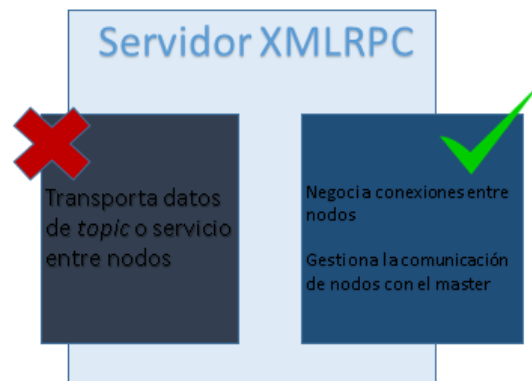 Servidor XMLRPC
Transporta datos
de topic o servicio
entre nodos
Negocia conexiones entre
nodos
Gestiona la comunicación
de nodos con el master